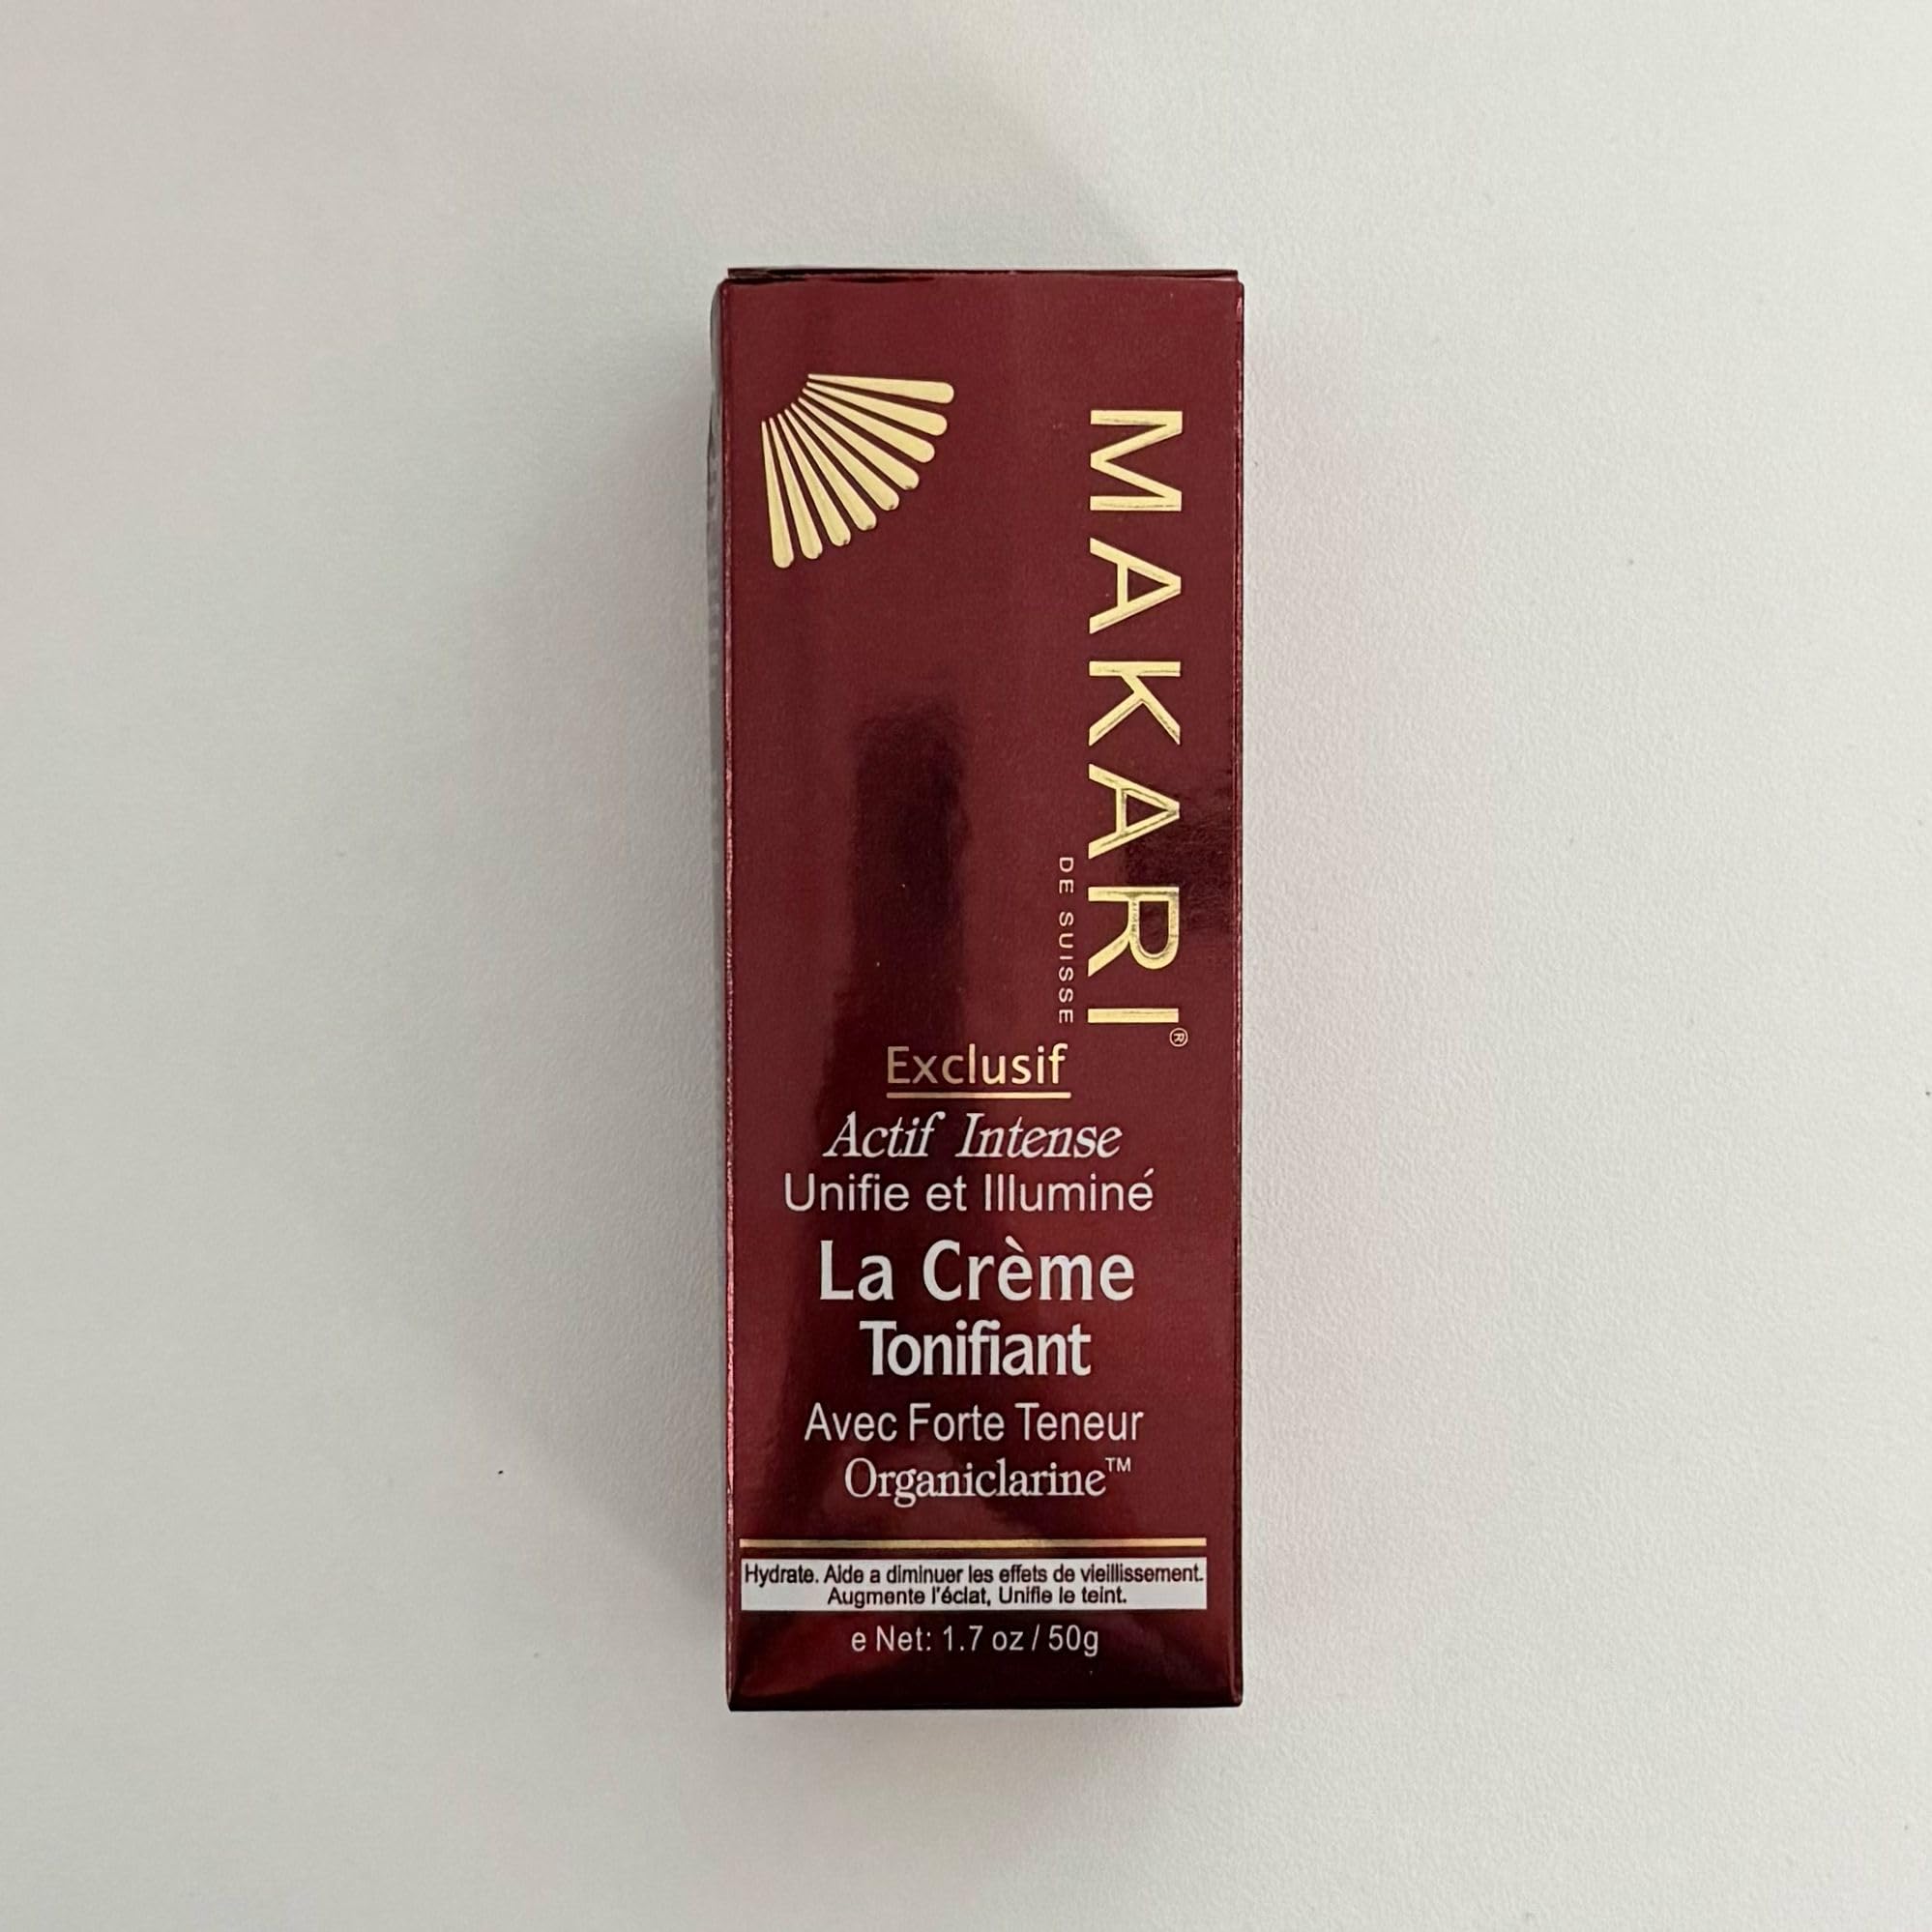 MAKARI®
DE SUISSE
Exclusif
Actif Intense
Unifie et Illuminé
La Crème
Tonifiant
Avec Forte Teneur
Organiclarine™
Hydrate. Aide a diminuer les effets de vieillissement.
Augmente l'éclat, Unifie le teint.
e Net: 1.7 oz / 50g